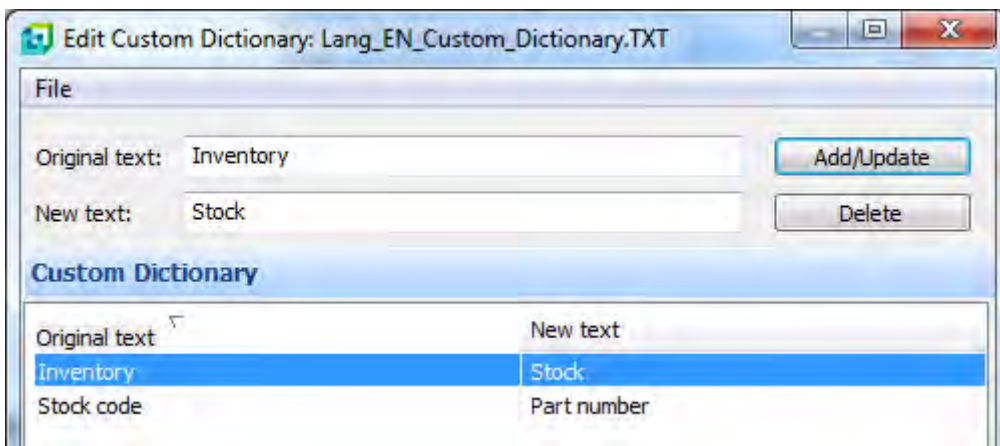 Edit Custom Dictionary: Lang_EN_Custom_Dictionary.TXT
File
Original text: Inventory Add/Update
New text: Stock Delete
Custom Dictionary
Original text New text
Inventory Stock
Stock code Part number